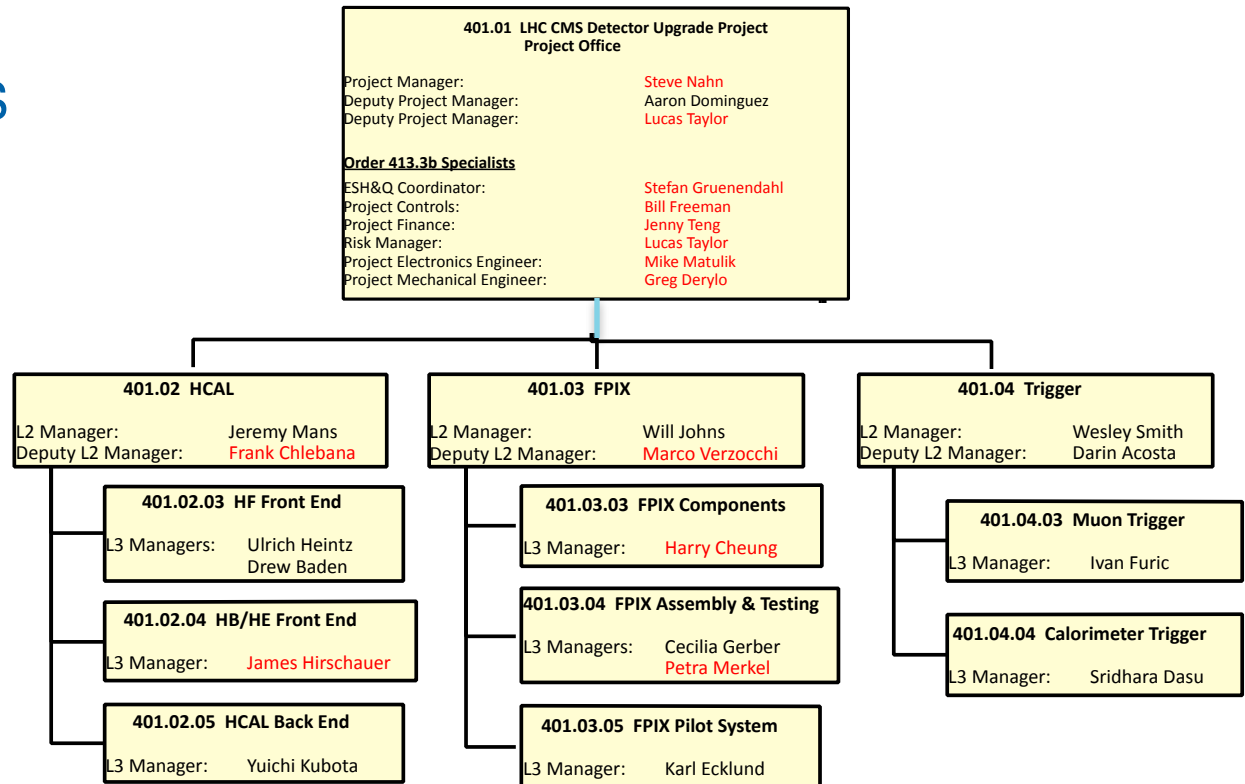 s
401.01 LHC CMS Detector Upgrade Project
Project Office
Project Manager: Steve Nahn
Deputy Project Manager: Aaron Dominguez
Deputy Project Manager: Lucas Taylor
Order 413.3b Specialists
ESH&Q Coordinator: Stefan Gruenendahl
Project Controls: Bill Freeman
Project Finance: Jenny Teng
Risk Manager: Lucas Taylor
Project Electronics Engineer: Mike Matulik
Project Mechanical Engineer: Greg Derylo
401.02 HCAL
L2 Manager: Jeremy Mans
Deputy L2 Manager: Frank Chlebana
401.02.03 HF Front End
L3 Managers: Ulrich Heintz
Drew Baden
401.02.04 HB/HE Front End
L3 Manager: James Hirschauer
401.02.05 HCAL Back End
L3 Manager: Yuichi Kubota
401.03 FPIX
L2 Manager: Will Johns
Deputy L2 Manager: Marco Verzocchi
401.03.03 FPIX Components
L3 Manager: Harry Cheung
401.03.04 FPIX Assembly & Testing
L3 Managers: Cecilia Gerber
Petra Merkel
401.03.05 FPIX Pilot System
L3 Manager: Karl Ecklund
401.04 Trigger
L2 Manager: Wesley Smith
Deputy L2 Manager: Darin Acosta
401.04.03 Muon Trigger
L3 Manager: Ivan Furic
401.04.04 Calorimeter Trigger
L3 Manager: Sridhara Dasu